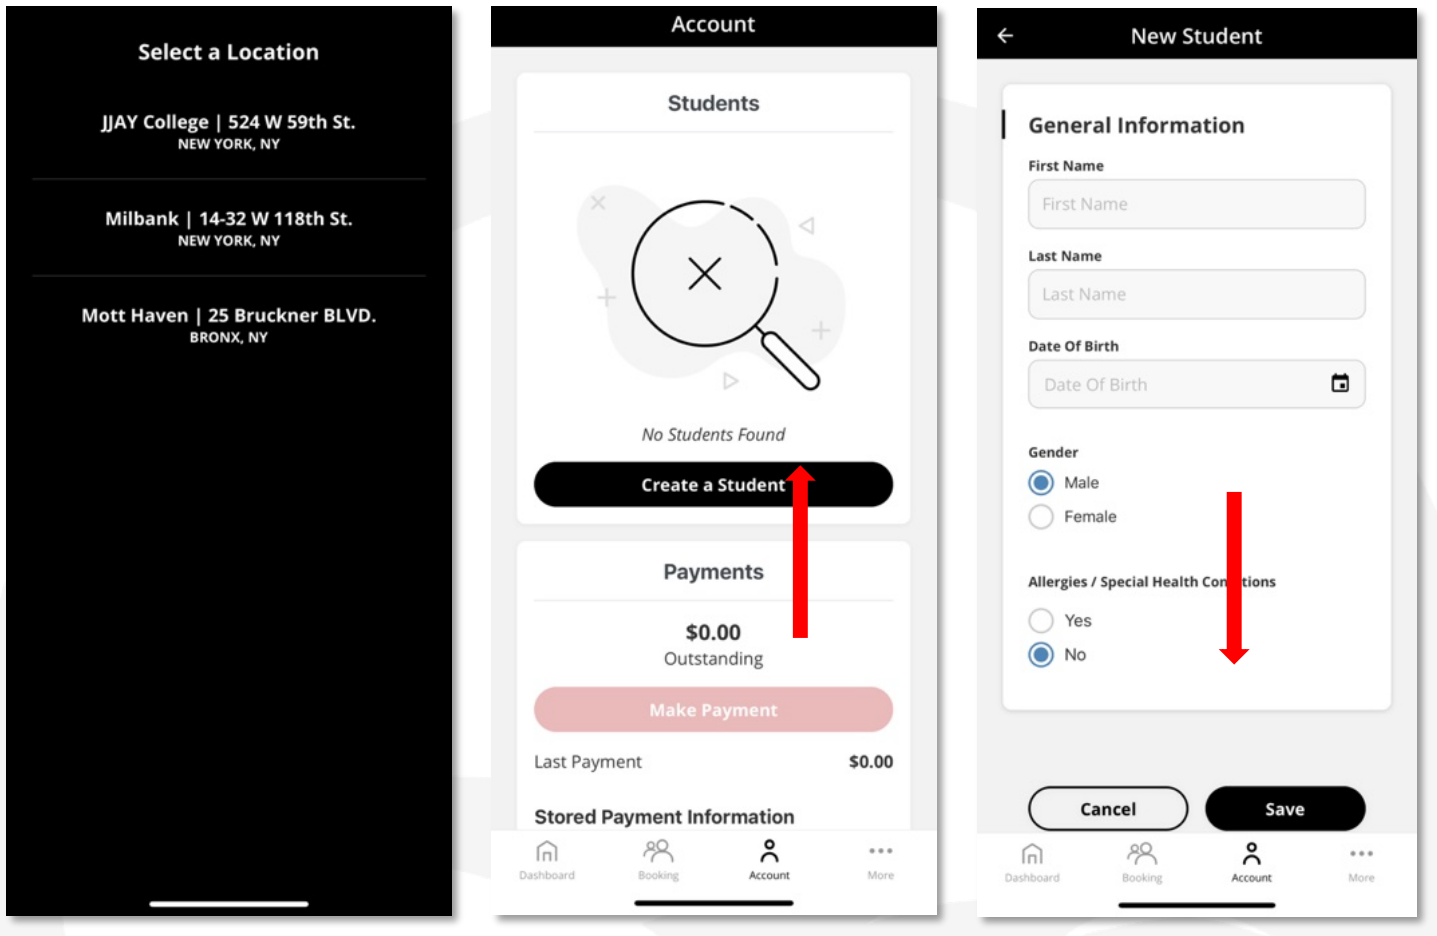 Select a Location
JJAY College | 524 W 59th St.
NEW YORK, NY
Milbank | 14-32 W 118th St.
NEW YORK, NY
Mott Haven | 25 Bruckner BLVD.
BRONX, NY
Account
Students
No Students Found
Create a Student
Payments
$0.00
Outstanding
Make Payment
Last Payment $0.00
Stored Payment Information
Dashboard Booking Account More
New Student
General Information
First Name
First Name
Last Name
Last Name
Date Of Birth
Date Of Birth
Gender
Male
Female
Allergies / Special Health Conditions
Yes
No
Cancel Save
Dashboard Booking Account More